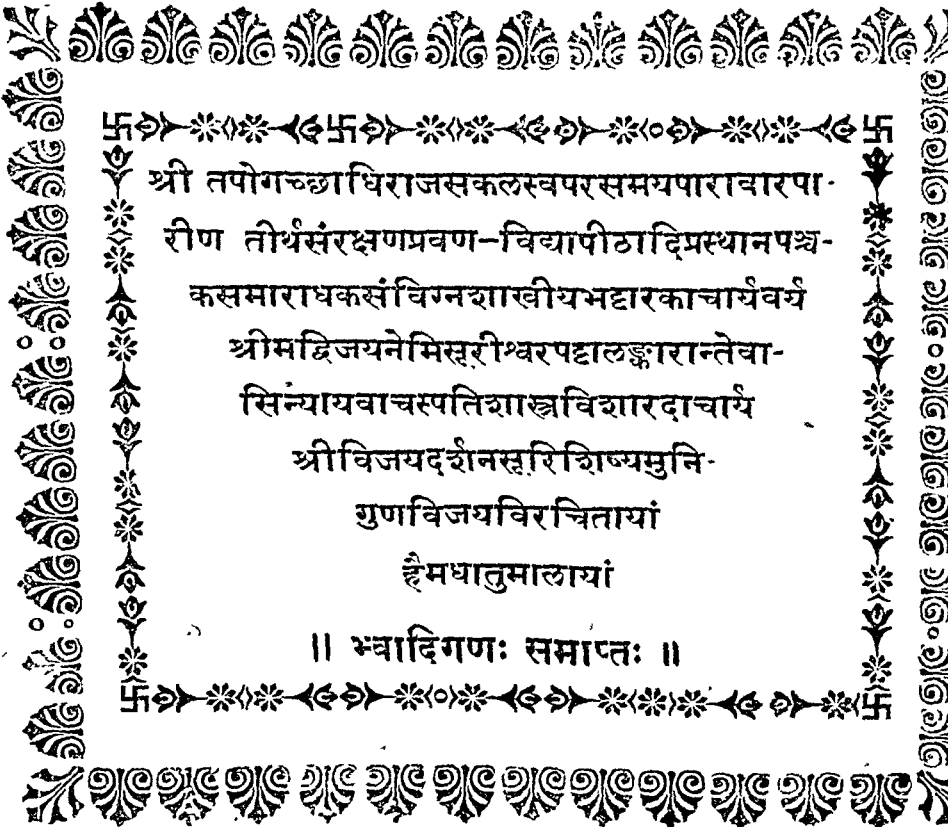 श्री तपोगच्छाधिराजसकलस्वपरसमयपारावारपा-
रीण तीर्थसंरक्षणप्रवण–विद्यापीठादिप्रस्थानपञ्च-
कसमाराधकसंविग्नशाखीयभट्टारकाचार्यवर्य
श्रीमद्विजयनेमिसूरीश्वरपट्टालङ्कारान्तेवा-
सिन्यायवाचस्पतिशास्त्रविशारदाचार्य
श्रीविजयदर्शनसूरिशिष्यमुनि-
गुणविजयविरचितायां
हैमधातुमालायां
॥ भ्वादिगणः समाप्तः ॥